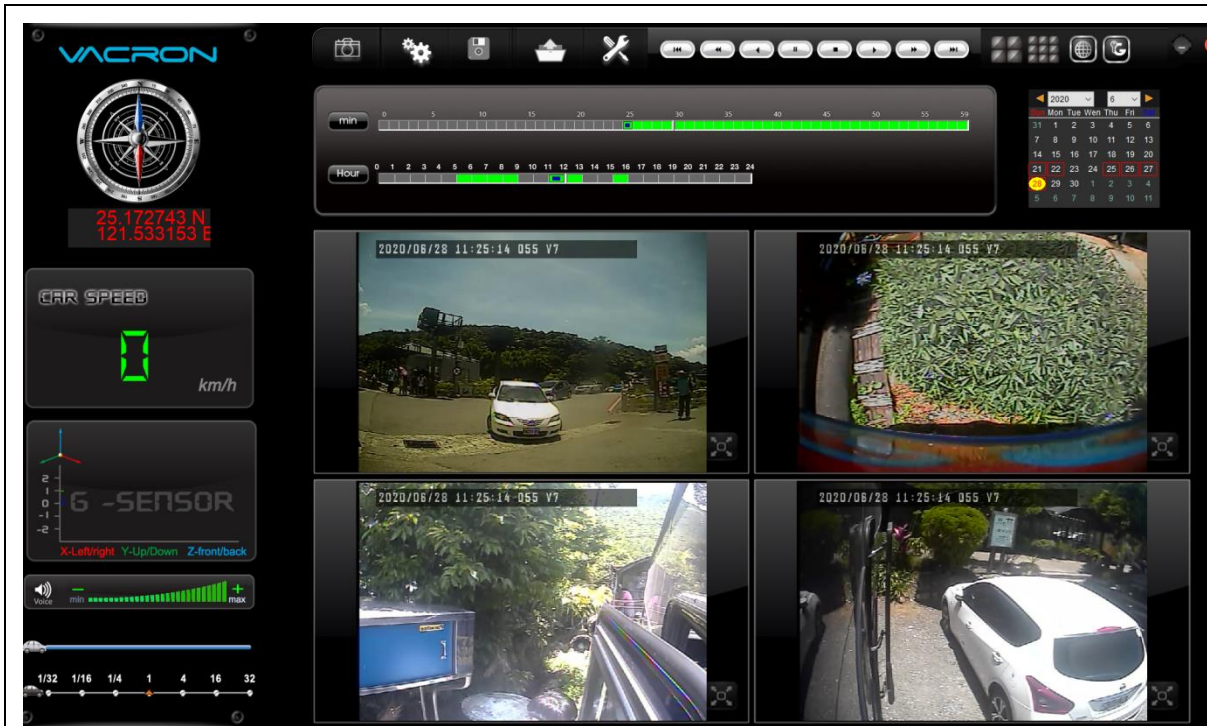 VACRON
min
0 5 10 15 20 25 30 35 40 45 50 55 59
Hour
0 1 2 3 4 5 6 7 8 9 10 11 12 13 14 15 16 17 18 19 20 21 22 23 24
2020 6
Mon Tue Wen Thu Fri
31 1 2 3 4 5 6
7 8 9 10 11 12 13
14 15 16 17 18 19 20
21 22 23 24 25 26 27
28 29 30 1 2 3 4
5 6 7 8 9 10 11
25.172743 N
121.533153 E
CAR SPEED
0
km/h
2
1
0
-1
-2
G -SENSOR
X-Left/right Y-Up/Down Z-front/back
Voice
min
max
1/32 1/16 1/4 1 4 16 32
2020/06/28 11:25:14 055 V7
2020/06/28 11:25:14 055 V7
2020/06/28 11:25:14 055 V7
2020/06/28 11:25:14 055 V7